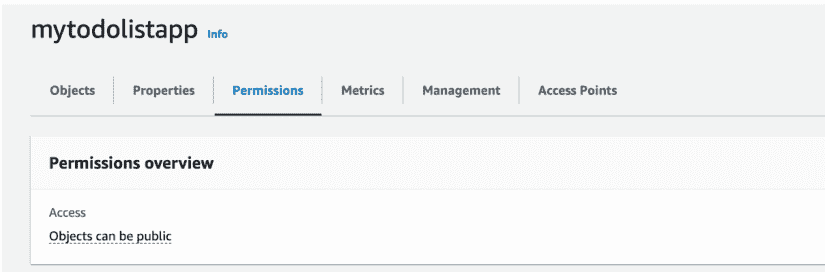 mytodolistapp Info
Objects Properties Permissions Metrics Management Access Points
Permissions overview
Access
Objects can be public